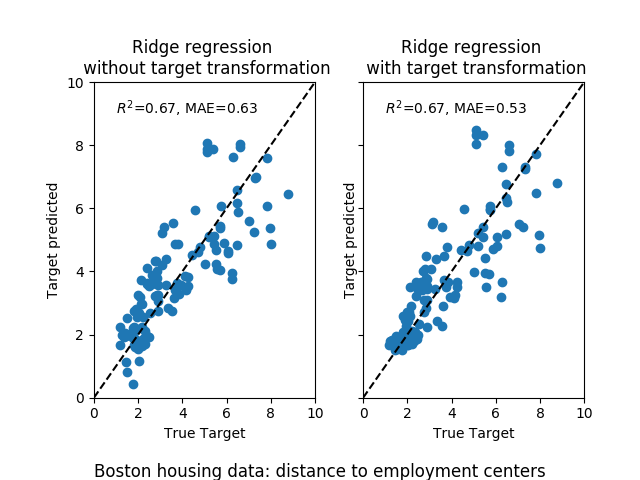 Ridge regression
without target transformation
Ridge regression
with target transformation
R²=0.67, MAE=0.63
R²=0.67, MAE=0.53
10
8
6
4
2
0
Target predicted
Target predicted
0 2 4 6 8 10
0 2 4 6 8 10
True Target
True Target
Boston housing data: distance to employment centers